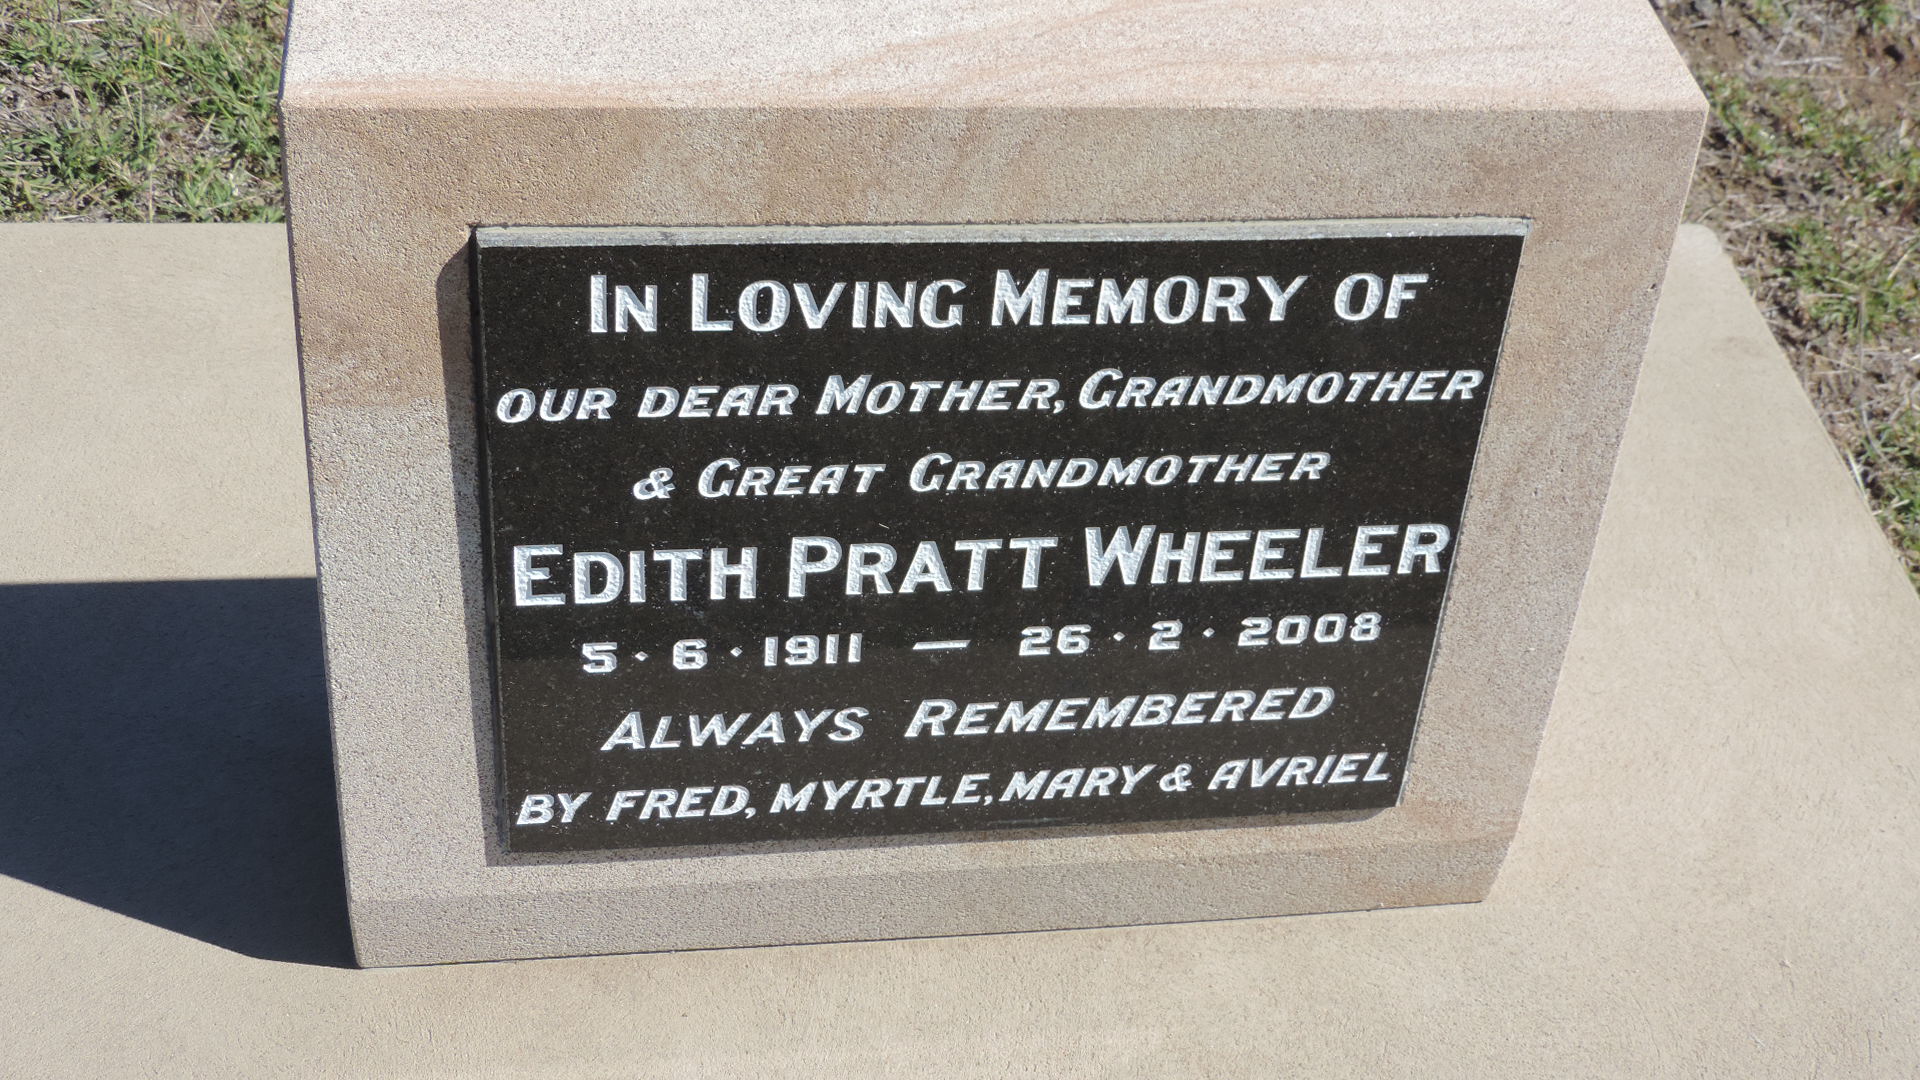 In Loving Memory of
our dear Mother, Grandmother
& Great Grandmother
Edith Pratt Wheeler
5·6·1911 — 26·2·2008
Always Remembered
by Fred, Myrtle, Mary & Avriel